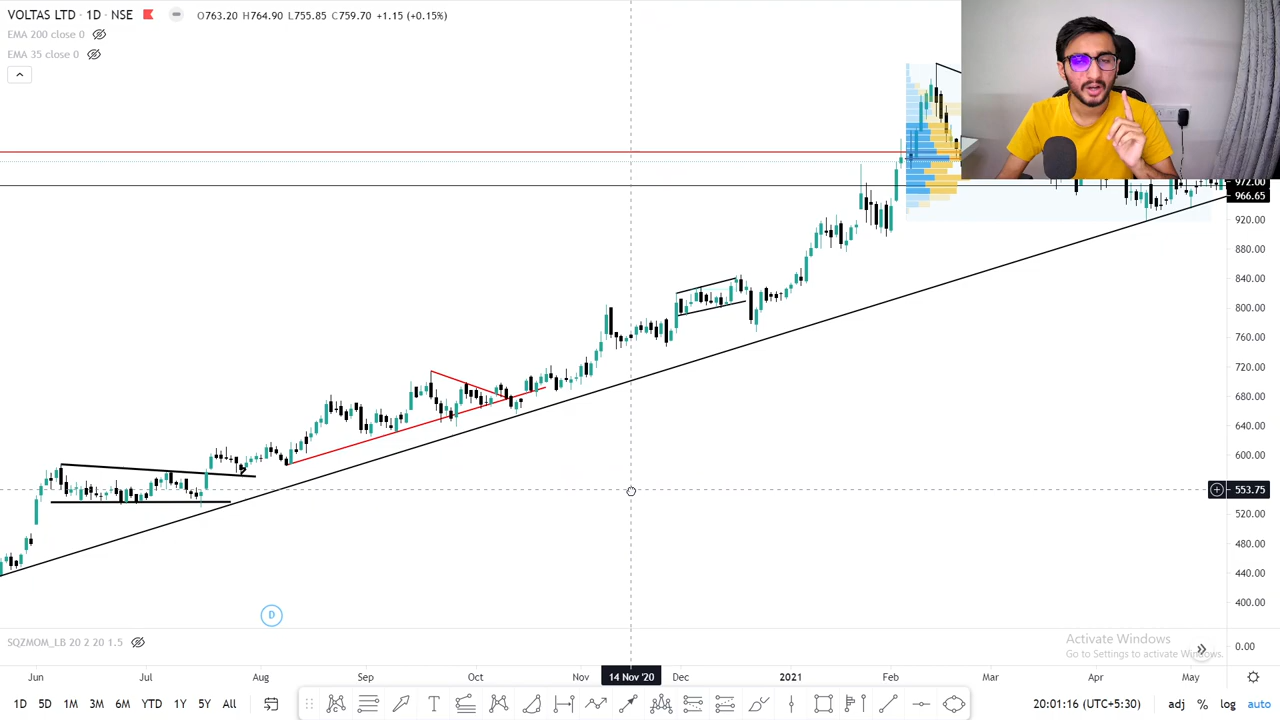 VOLTAS LTD · 1D · NSE O763.20 H764.90 L755.85 C759.70 +1.15 (+0.15%)
EMA 200 close 0
EMA 35 close 0
972.00
966.65
920.00
880.00
840.00
800.00
760.00
720.00
680.00
640.00
600.00
553.75
520.00
480.00
440.00
400.00
D
SQZMOM_LB 20 2 20 1.5
0.00
Activate Windows
Go to Settings to activate Windows.
Jun Jul Aug Sep Oct Nov 14 Nov '20 Dec 2021 Feb Mar Apr May
1D 5D 1M 3M 6M YTD 1Y 5Y All T 20:01:16 (UTC+5:30) adj % log auto